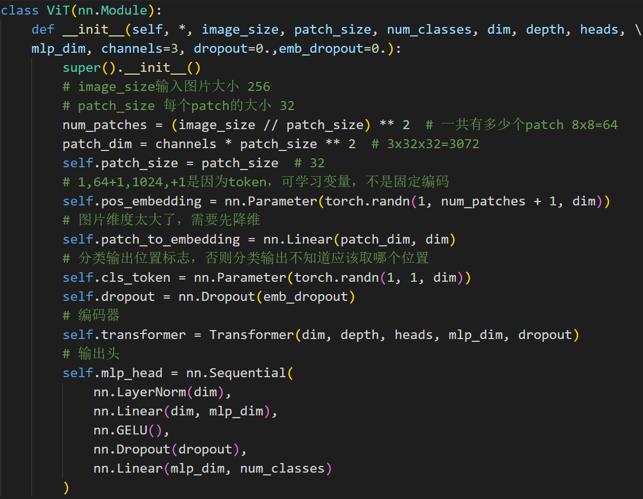 class ViT(nn.Module):
    def __init__(self, *, image_size, patch_size, num_classes, dim, depth, heads, \
    mlp_dim, channels=3, dropout=0.,emb_dropout=0.):
        super().__init__()
        # image_size输入图片大小 256
        # patch_size 每个patch的大小 32
        num_patches = (image_size // patch_size) ** 2  # 一共有多少个patch 8x8=64
        patch_dim = channels * patch_size ** 2  # 3x32x32=3072
        self.patch_size = patch_size  # 32
        # 1,64+1,1024,+1是因为token，可学习变量，不是固定编码
        self.pos_embedding = nn.Parameter(torch.randn(1, num_patches + 1, dim))
        # 图片维度太大了，需要先降维
        self.patch_to_embedding = nn.Linear(patch_dim, dim)
        # 分类输出位置标志，否则分类输出不知道应该取哪个位置
        self.cls_token = nn.Parameter(torch.randn(1, 1, dim))
        self.dropout = nn.Dropout(emb_dropout)
        # 编码器
        self.transformer = Transformer(dim, depth, heads, mlp_dim, dropout)
        # 输出头
        self.mlp_head = nn.Sequential(
            nn.LayerNorm(dim),
            nn.Linear(dim, mlp_dim),
            nn.GELU(),
            nn.Dropout(dropout),
            nn.Linear(mlp_dim, num_classes)
        )